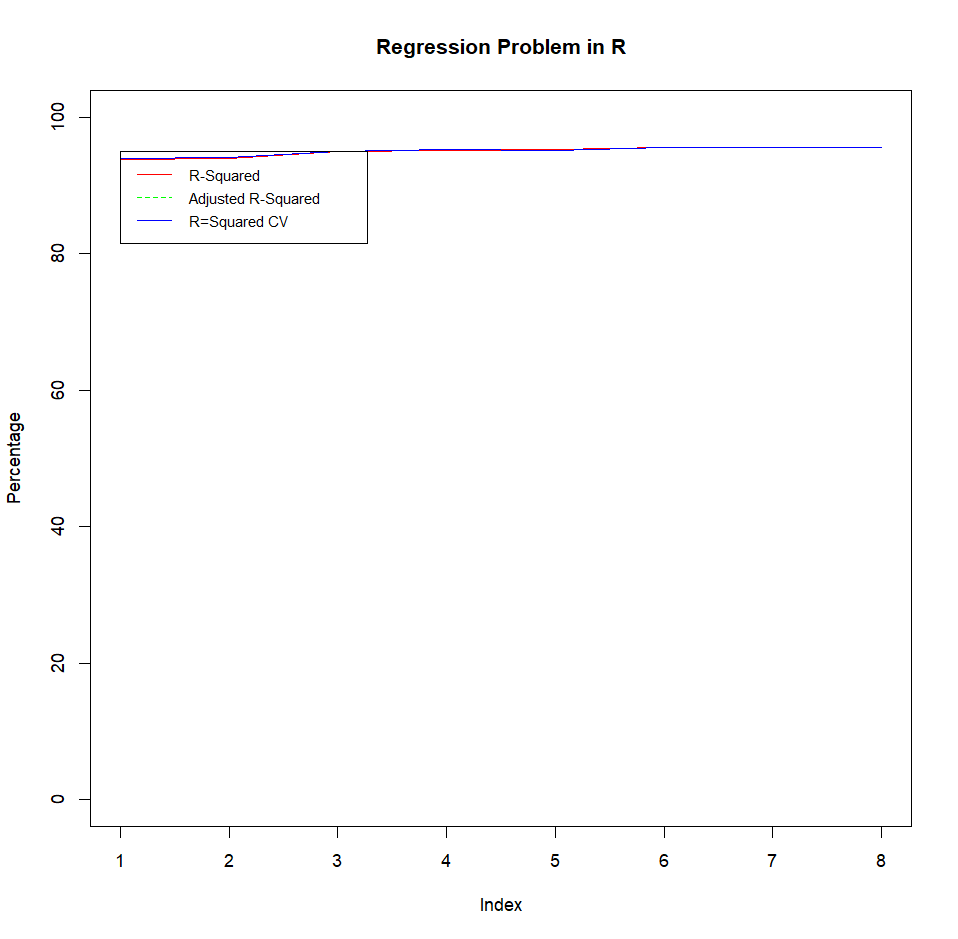 Regression Problem in R
100
80
60
40
20
0
Percentage
R-Squared
Adjusted R-Squared
R=Squared CV
1 2 3 4 5 6 7 8
Index